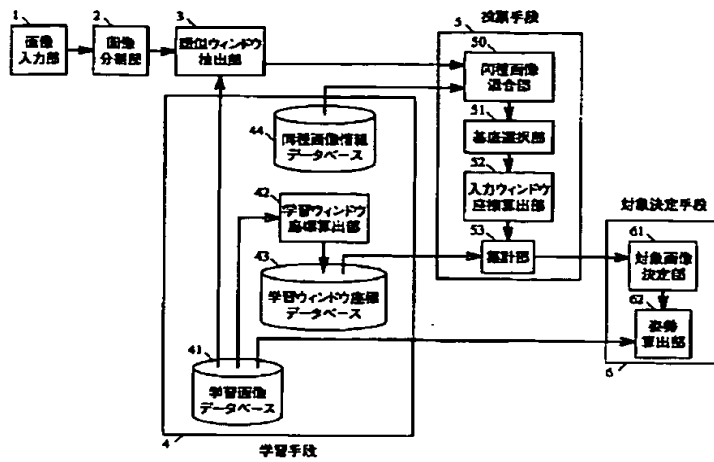 1
画像
入力部
2
画像
分割部
3
類似ウィンドウ
抽出部
投票手段
5
50
同種画像
混合部
51
基底選択部
52
入力ウィンドウ
座標算出部
53
集計部
44
同種画像情報
データベース
42
学習ウィンドウ
座標算出部
43
学習ウィンドウ座標
データベース
41
学習画像
データベース
4
学習手段
対象決定手段
61
対象画像
決定部
62
姿勢
算出部
6